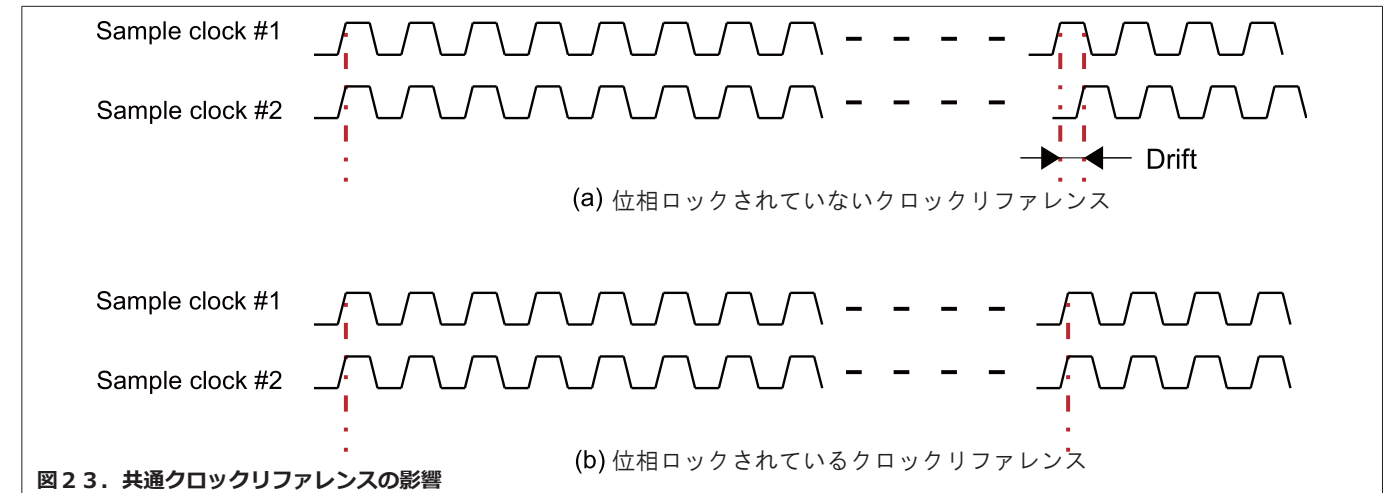 Sample clock #1
Sample clock #2
Drift
(a) 位相ロックされていないクロックリファレンス
Sample clock #1
Sample clock #2
(b) 位相ロックされているクロックリファレンス
図２３．共通クロックリファレンスの影響